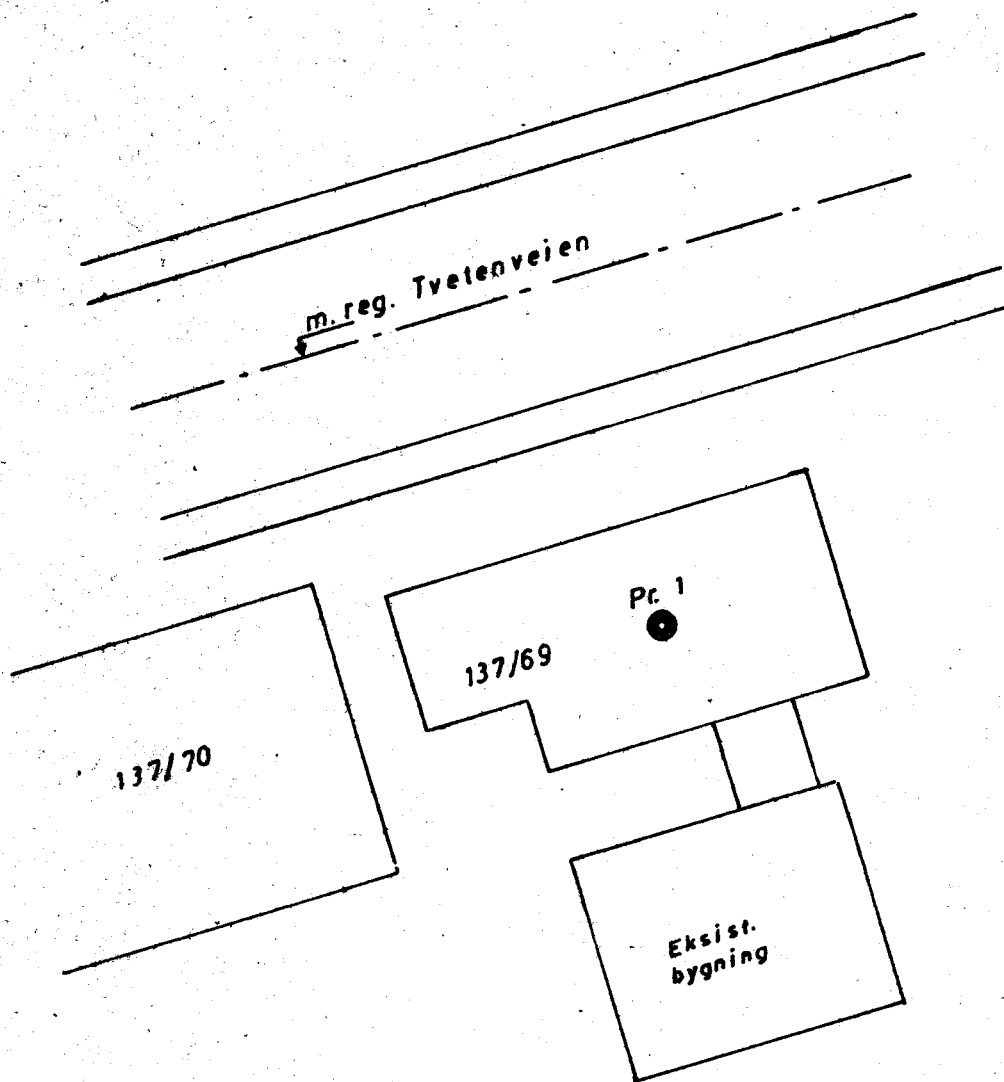 m. reg. Tvetenveien
Pr. 1
137/69
137/70
Eksist.
bygning